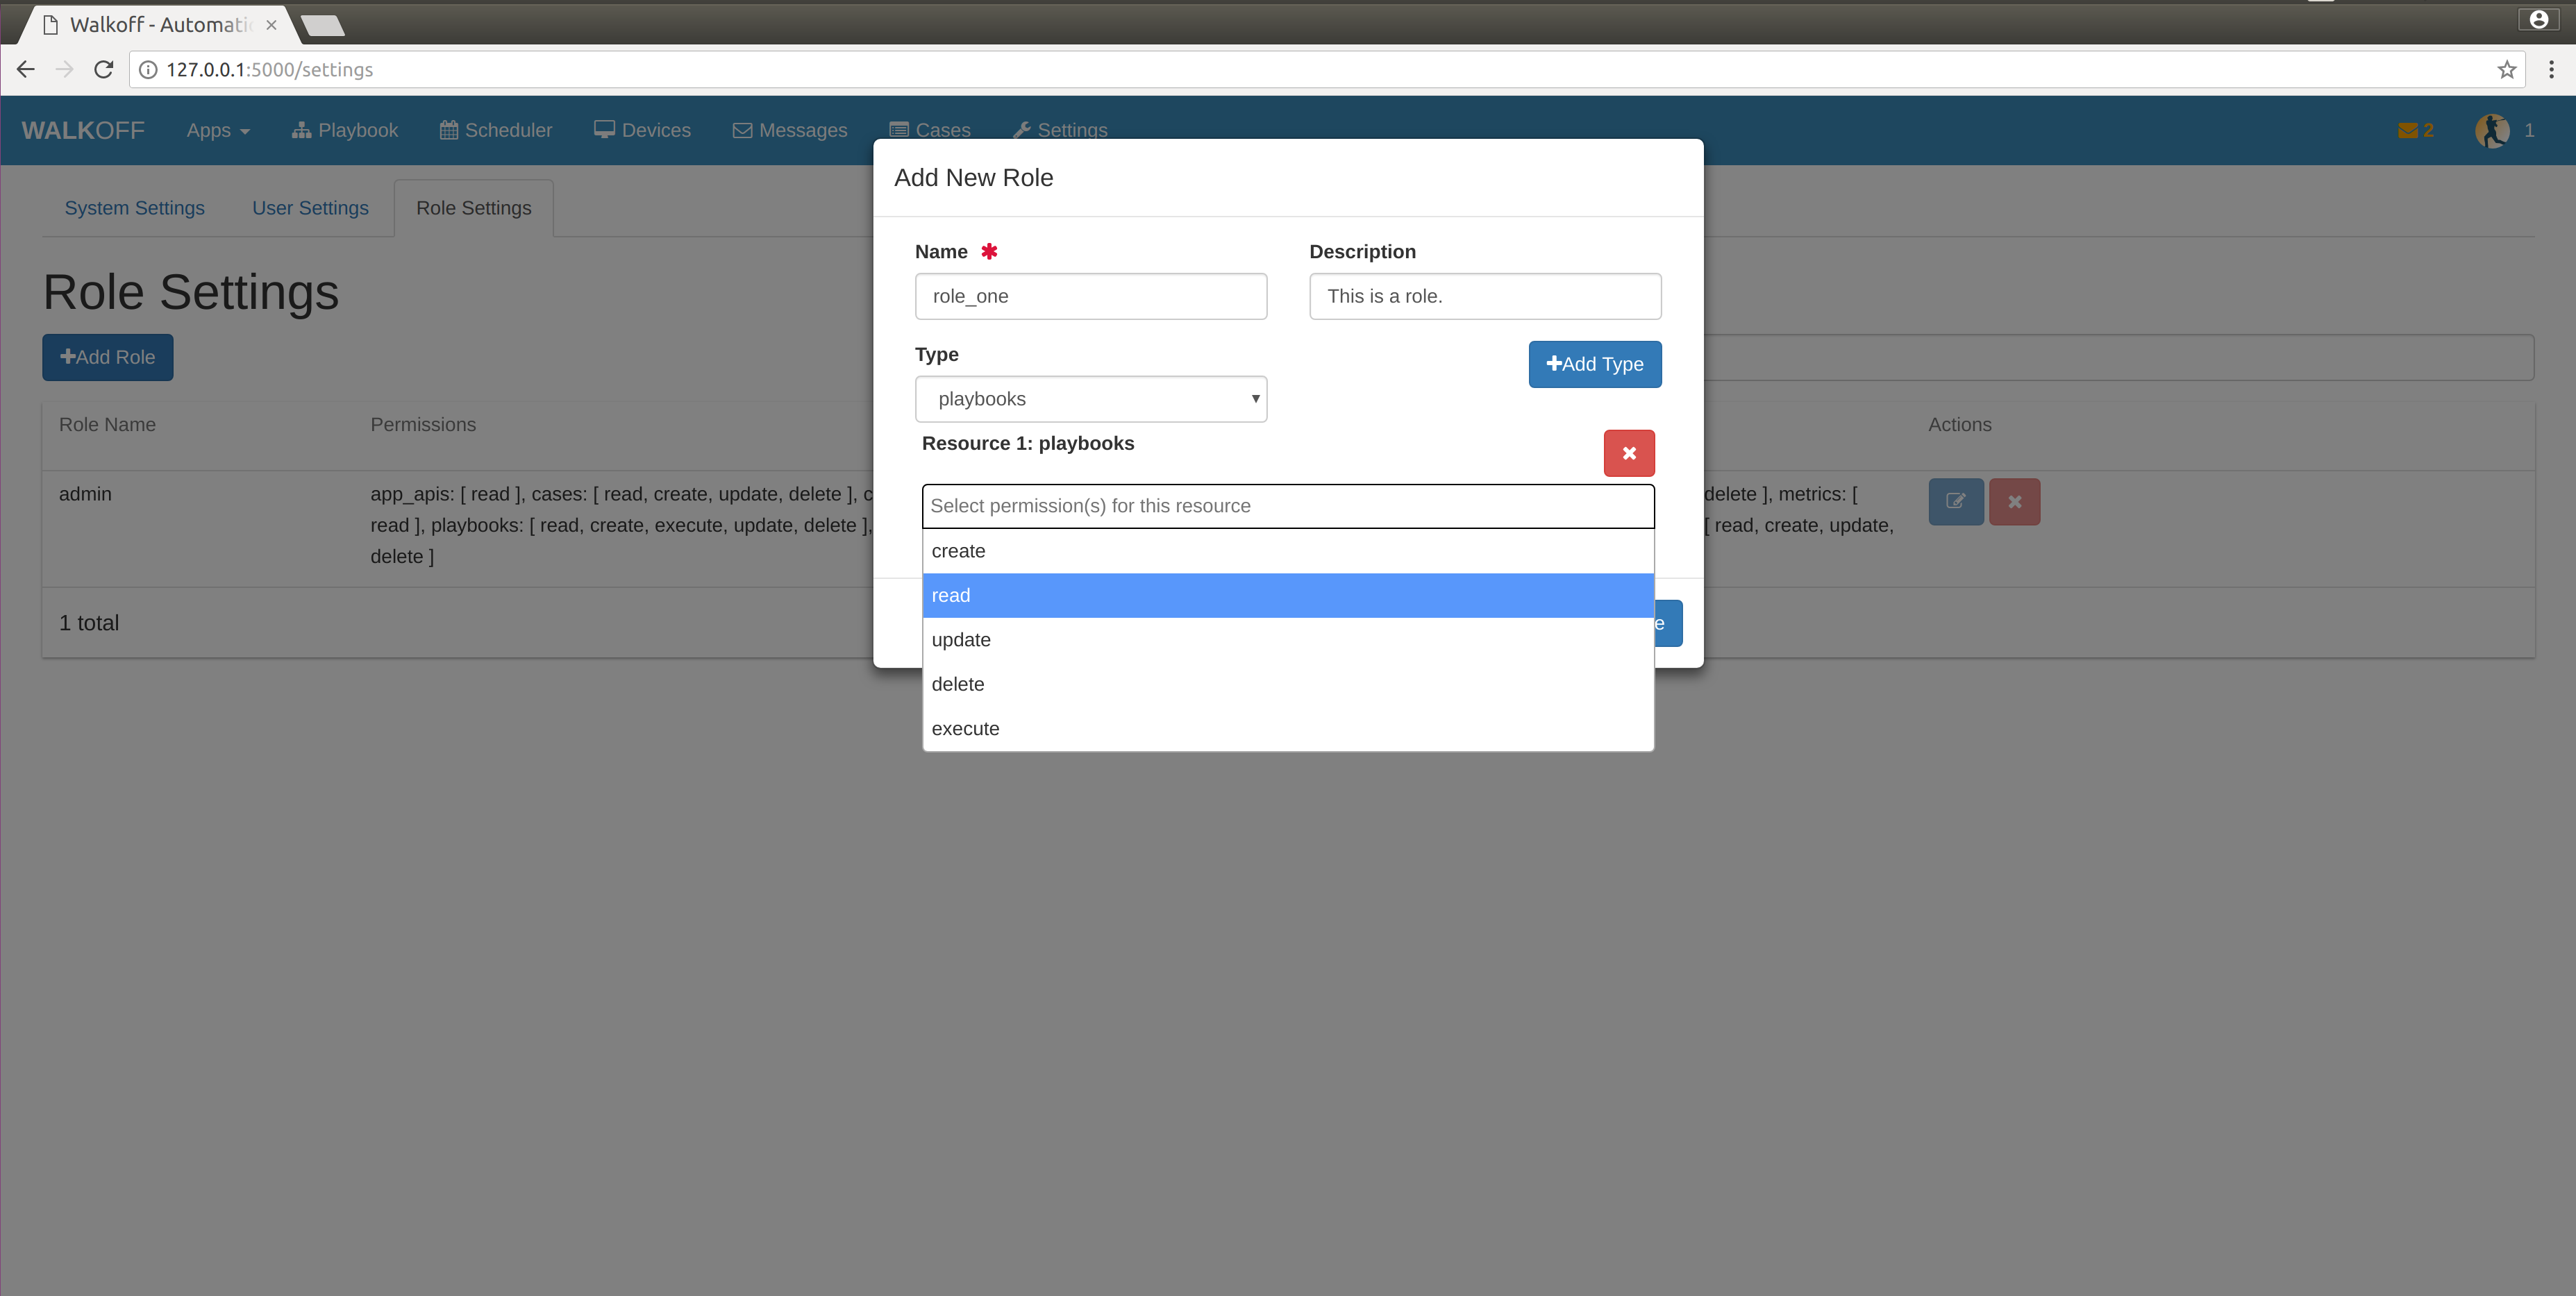 Walkoff - Automati
127.0.0.1:5000/settings
WALKOFF Apps Playbook Scheduler Devices Messages Cases Settings 2 1
System Settings User Settings Role Settings
Role Settings
Add Role
Role Name Permissions Actions
admin app_apis: [ read ], cases: [ read, create, update, delete ], c delete ], metrics: [
read ], playbooks: [ read, create, execute, update, delete ], [ read, create, update,
delete ]
1 total
Add New Role
Name Description
role_one This is a role.
Type Add Type
playbooks
Resource 1: playbooks
Select permission(s) for this resource
create
read
update
delete
execute
e